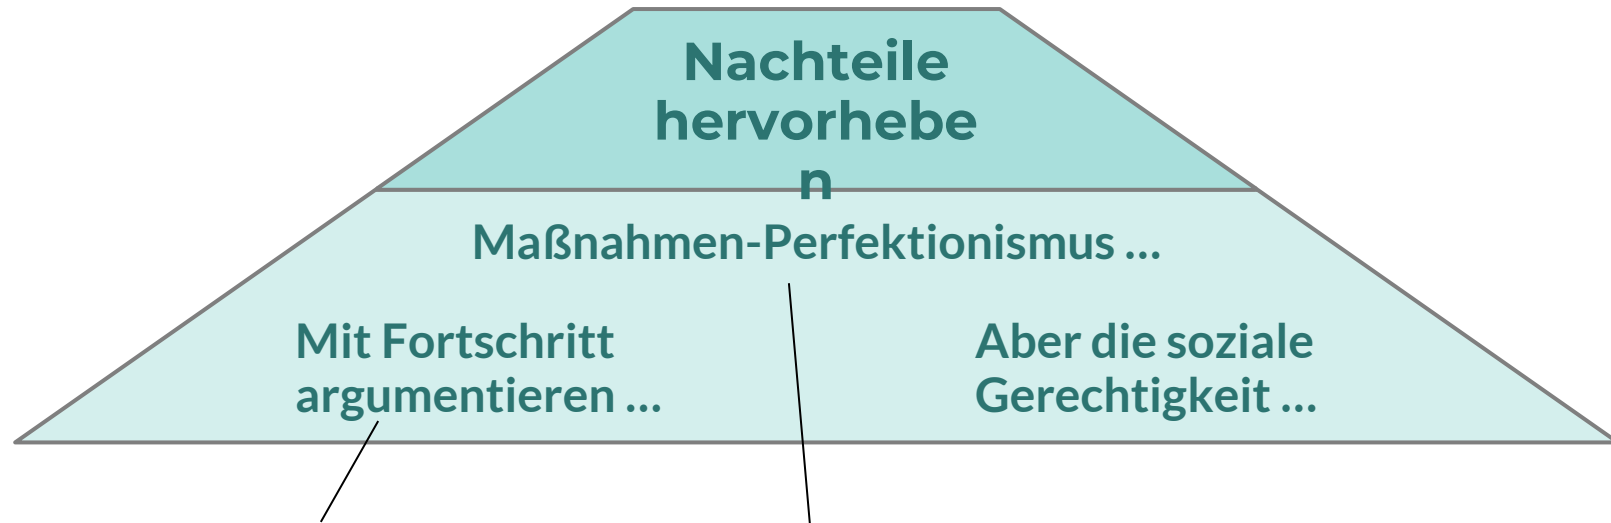 Nachteile
hervorhebe
n
Maßnahmen-Perfektionismus ...
Mit Fortschritt
argumentieren ...
Aber die soziale
Gerechtigkeit ...